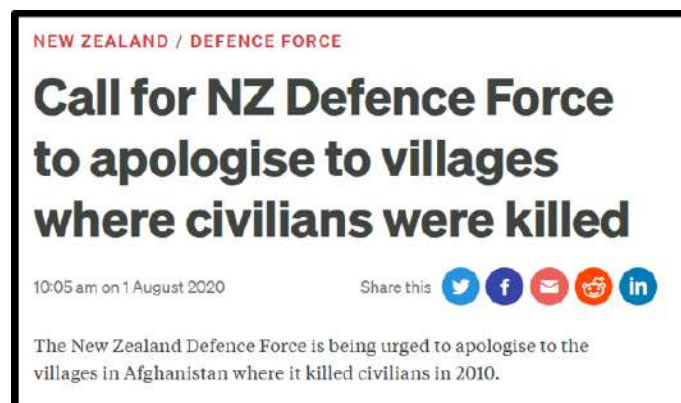 NEW ZEALAND / DEFENCE FORCE
Call for NZ Defence Force
to apologise to villages
where civilians were killed
10:05 am on 1 August 2020 Share this
The New Zealand Defence Force is being urged to apologise to the
villages in Afghanistan where it killed civilians in 2010.